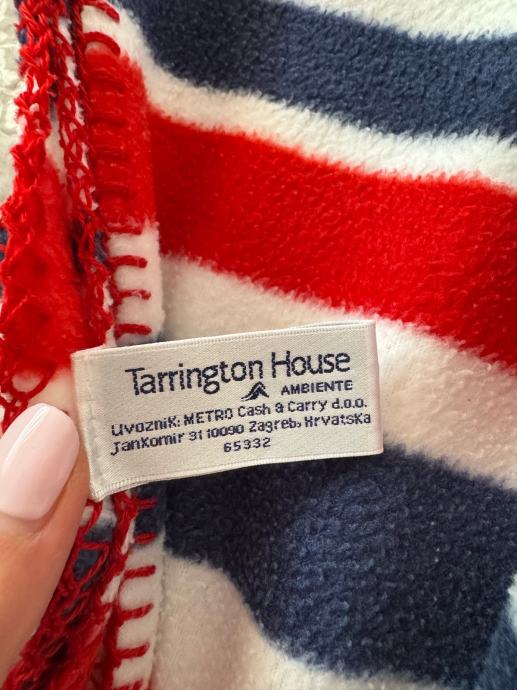 Tarrington House
AMBIENTE
Uvoznik: METRO Cash & Carry d.o.o.
Jankomir 31 10090 Zagreb, Hrvatska
65332